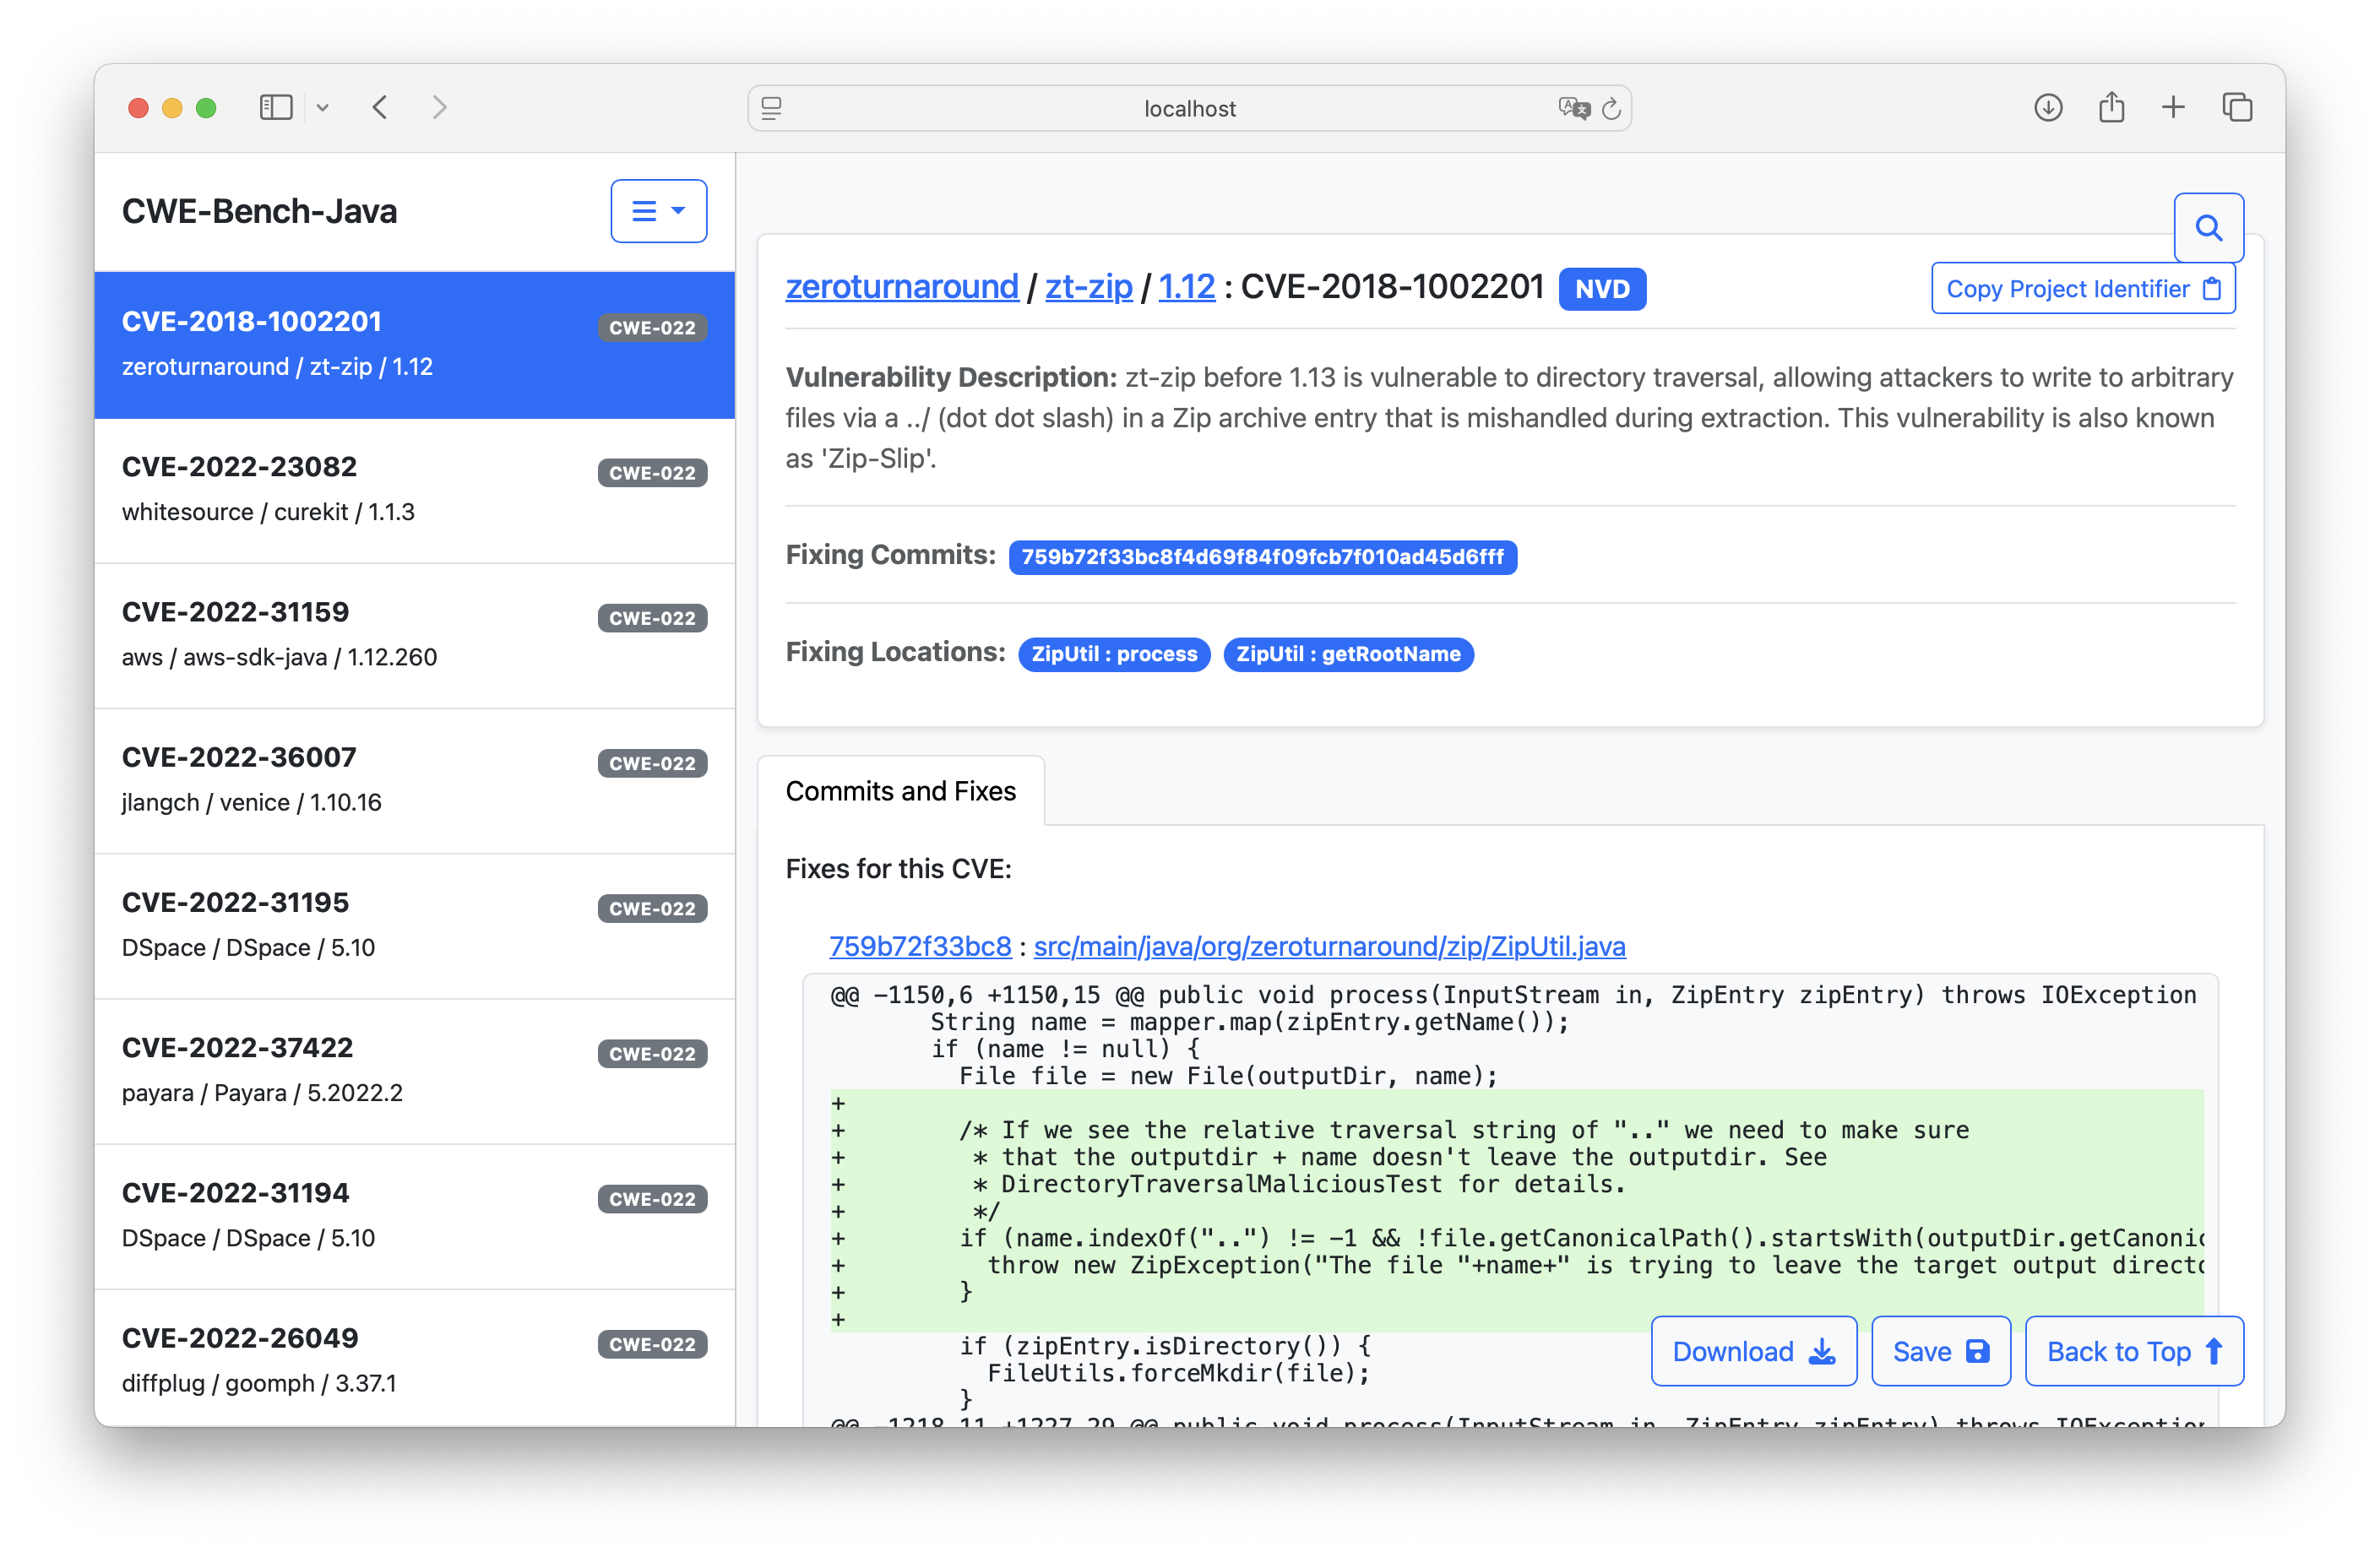 localhost
CWE-Bench-Java
CVE-2018-1002201
CWE-022
zeroturnaround / zt-zip / 1.12
CVE-2022-23082
CWE-022
whitesource / curekit / 1.1.3
CVE-2022-31159
CWE-022
aws / aws-sdk-java / 1.12.260
CVE-2022-36007
CWE-022
jlangch / venice / 1.10.16
CVE-2022-31195
CWE-022
DSpace / DSpace / 5.10
CVE-2022-37422
CWE-022
payara / Payara / 5.2022.2
CVE-2022-31194
CWE-022
DSpace / DSpace / 5.10
CVE-2022-26049
CWE-022
diffplug / goomph / 3.37.1
zeroturnaround / zt-zip / 1.12 : CVE-2018-1002201 NVD
Copy Project Identifier
Vulnerability Description: zt-zip before 1.13 is vulnerable to directory traversal, allowing attackers to write to arbitrary
files via a ../ (dot dot slash) in a Zip archive entry that is mishandled during extraction. This vulnerability is also known
as 'Zip-Slip'.
Fixing Commits: 759b72f33bc8f4d69f84f09fcb7f010ad45d6fff
Fixing Locations: ZipUtil : process ZipUtil : getRootName
Commits and Fixes
Fixes for this CVE:
759b72f33bc8 : src/main/java/org/zeroturnaround/zip/ZipUtil.java
@@ -1150,6 +1150,15 @@ public void process(InputStream in, ZipEntry zipEntry) throws IOException
String name = mapper.map(zipEntry.getName());
if (name != null) {
File file = new File(outputDir, name);
+
+ /* If we see the relative traversal string of ".." we need to make sure
+ * that the outputdir + name doesn't leave the outputdir. See
+ * DirectoryTraversalMaliciousTest for details.
+ */
+ if (name.indexOf("..") != -1 && !file.getCanonicalPath().startsWith(outputDir.getCanonic
+ throw new ZipException("The file "+name+" is trying to leave the target output directo
+ }
+
if (zipEntry.isDirectory()) {
FileUtils.forceMkdir(file);
}
@@ -1218,11 +1227,29 @@ public void process(InputStream in, ZipEntry zipEntry) throws IOException
Download
Save
Back to Top